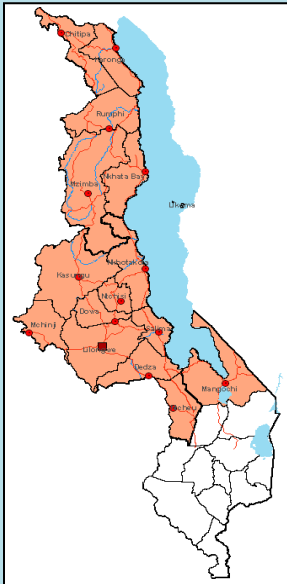 Chitipa
Karonga
Rumphi
Nkhata Bay
Mzimba
Likoma
Nkhotakota
Kasungu
Ntchisi
Dowa
Mchinji
Salima
Lilongwe
Dedza
Mangochi
Ntcheu